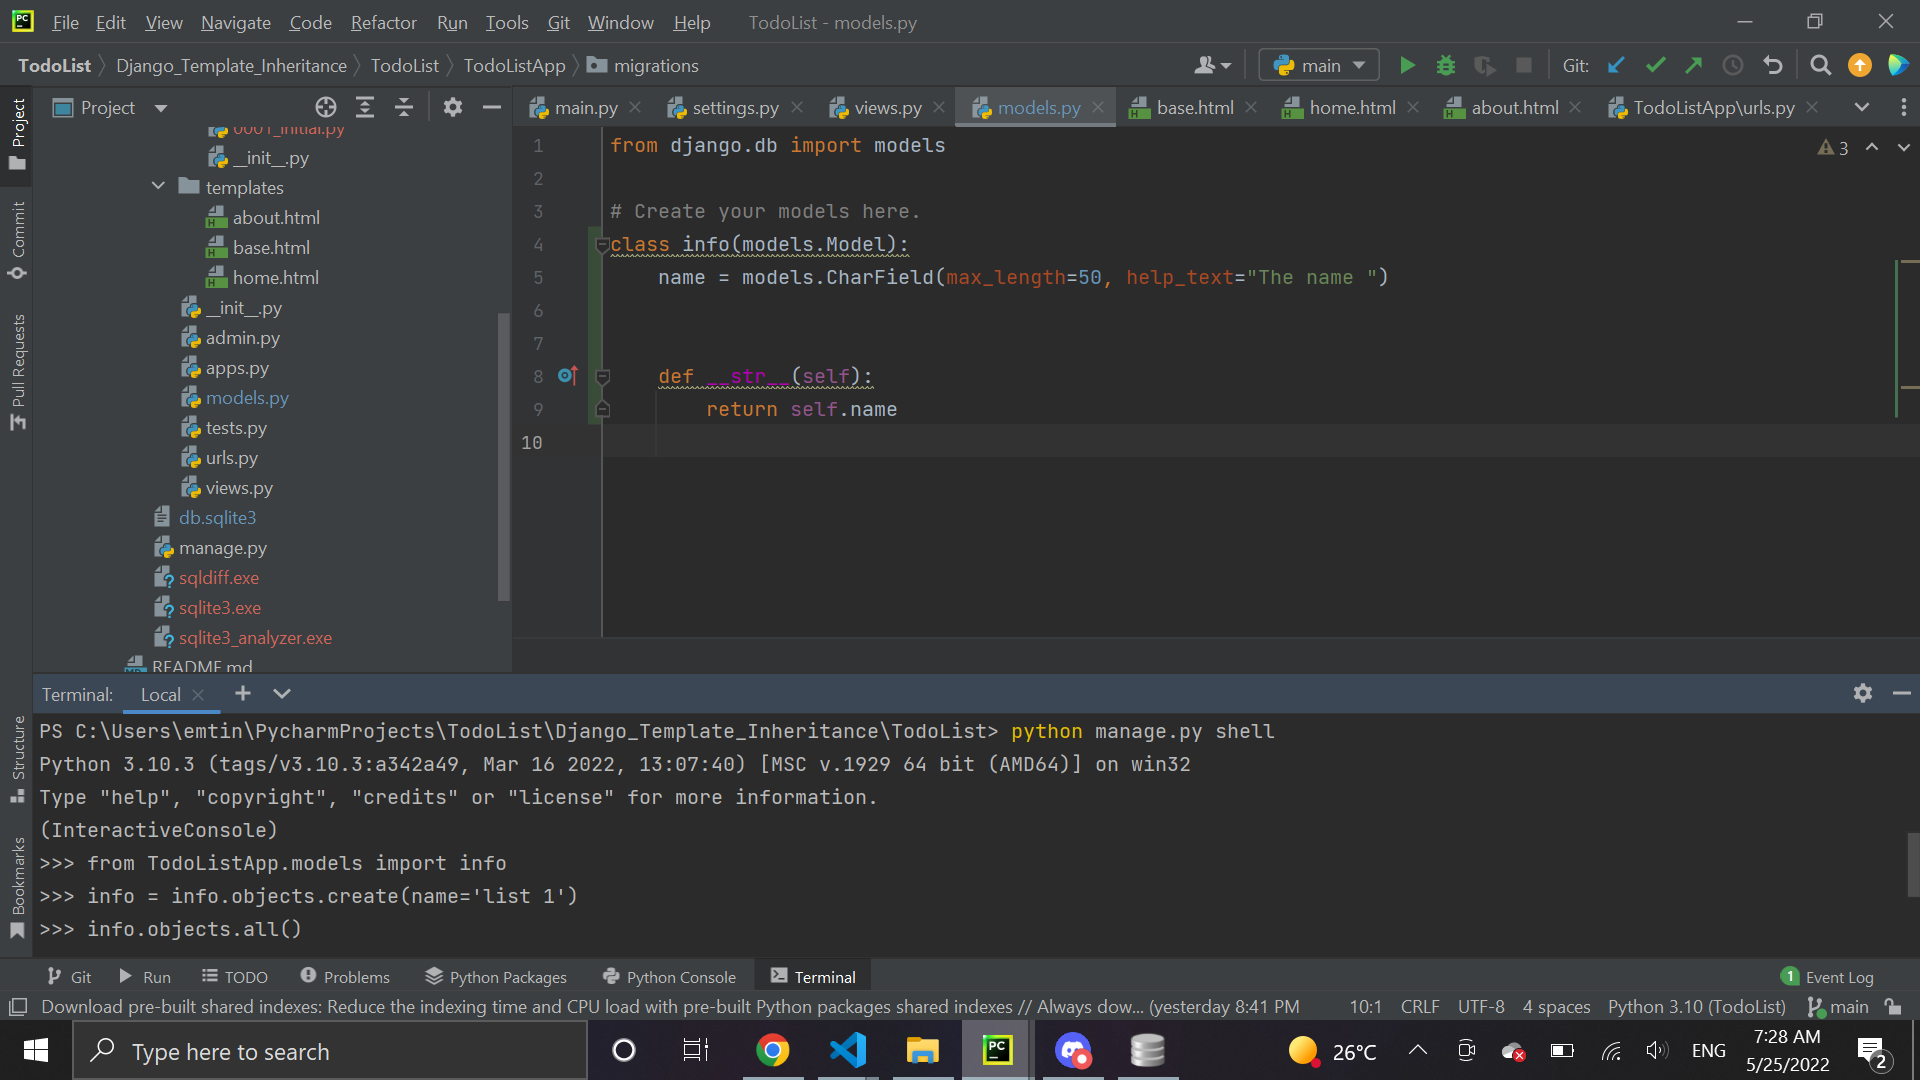 PC File Edit View Navigate Code Refactor Run Tools Git Window Help TodoList - models.py
TodoList Django_Template_Inheritance TodoList TodoListApp migrations main Git:
Project main.py settings.py views.py models.py base.html home.html about.html TodoListApp\urls.py
Project
Commit
Pull Requests
Structure
Bookmarks
0001_initial.py
__init__.py
templates
about.html
base.html
home.html
__init__.py
admin.py
apps.py
models.py
tests.py
urls.py
views.py
db.sqlite3
manage.py
sqldiff.exe
sqlite3.exe
sqlite3_analyzer.exe
README.md
3
1 from django.db import models
2
3 # Create your models here.
4 class info(models.Model):
5 name = models.CharField(max_length=50, help_text="The name ")
6
7
8 def __str__(self):
9 return self.name
10
Terminal: Local
PS C:\Users\emtin\PycharmProjects\TodoList\Django_Template_Inheritance\TodoList> python manage.py shell
Python 3.10.3 (tags/v3.10.3:a342a49, Mar 16 2022, 13:07:40) [MSC v.1929 64 bit (AMD64)] on win32
Type "help", "copyright", "credits" or "license" for more information.
(InteractiveConsole)
>>> from TodoListApp.models import info
>>> info = info.objects.create(name='list 1')
>>> info.objects.all()
Git Run TODO Problems Python Packages Python Console Terminal 1 Event Log
Download pre-built shared indexes: Reduce the indexing time and CPU load with pre-built Python packages shared indexes // Always dow... (yesterday 8:41 PM 10:1 CRLF UTF-8 4 spaces Python 3.10 (TodoList) main
Type here to search PC 26°C ENG 7:28 AM
5/25/2022 2